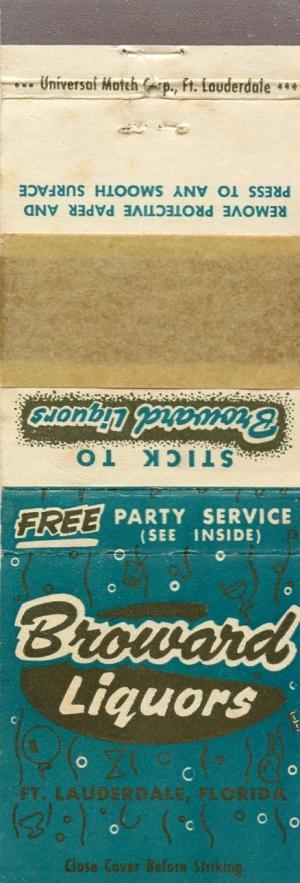 *** Universal Match Corp., Ft. Lauderdale ***
REMOVE PROTECTIVE PAPER AND
PRESS TO ANY SMOOTH SURFACE
STICK TO
Broward Liquors
FREE PARTY SERVICE
(SEE INSIDE)
Broward
Liquors
FT. LAUDERDALE, FLORIDA
Close Cover Before Striking